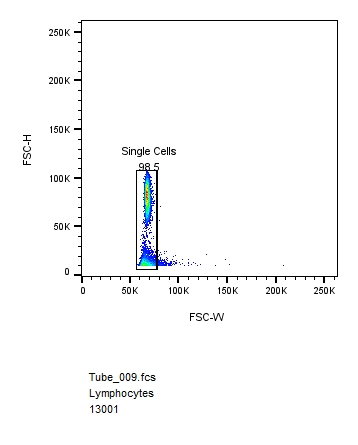 250K
200K
150K
100K
50K
0
FSC-H
Single Cells
98.5
0
50K
100K
150K
200K
250K
FSC-W
Tube_009.fcs
Lymphocytes
13001